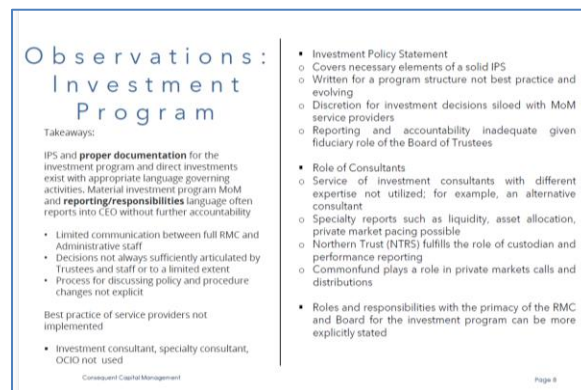 Observations:
Investment
Program
Takeaways:
IPS and proper documentation for the
investment program and direct investments
exist with appropriate language governing
activities. Material investment program MoM
and reporting/responsibilities language often
reports into CEO without further accountability
• Limited communication between full RMC and
Administrative staff
• Decisions not always sufficiently articulated by
Trustees and staff or to a limited extent
• Process for discussing policy and procedure
changes not explicit
Best practice of service providers not
implemented
• Investment consultant, specialty consultant,
OCIO not used
▪ Investment Policy Statement
o Covers necessary elements of a solid IPS
o Written for a program structure not best practice and
evolving
o Discretion for investment decisions siloed with MoM
service providers
o Reporting and accountability inadequate given
fiduciary role of the Board of Trustees
▪ Role of Consultants
o Service of investment consultants with different
expertise not utilized; for example, an alternative
consultant
o Specialty reports such as liquidity, asset allocation,
private market pacing possible
o Northern Trust (NTRS) fulfills the role of custodian and
performance reporting
o Commonfund plays a role in private markets calls and
distributions
▪ Roles and responsibilities with the primacy of the RMC
and Board for the investment program can be more
explicitly stated
Consequent Capital Management
Page 8